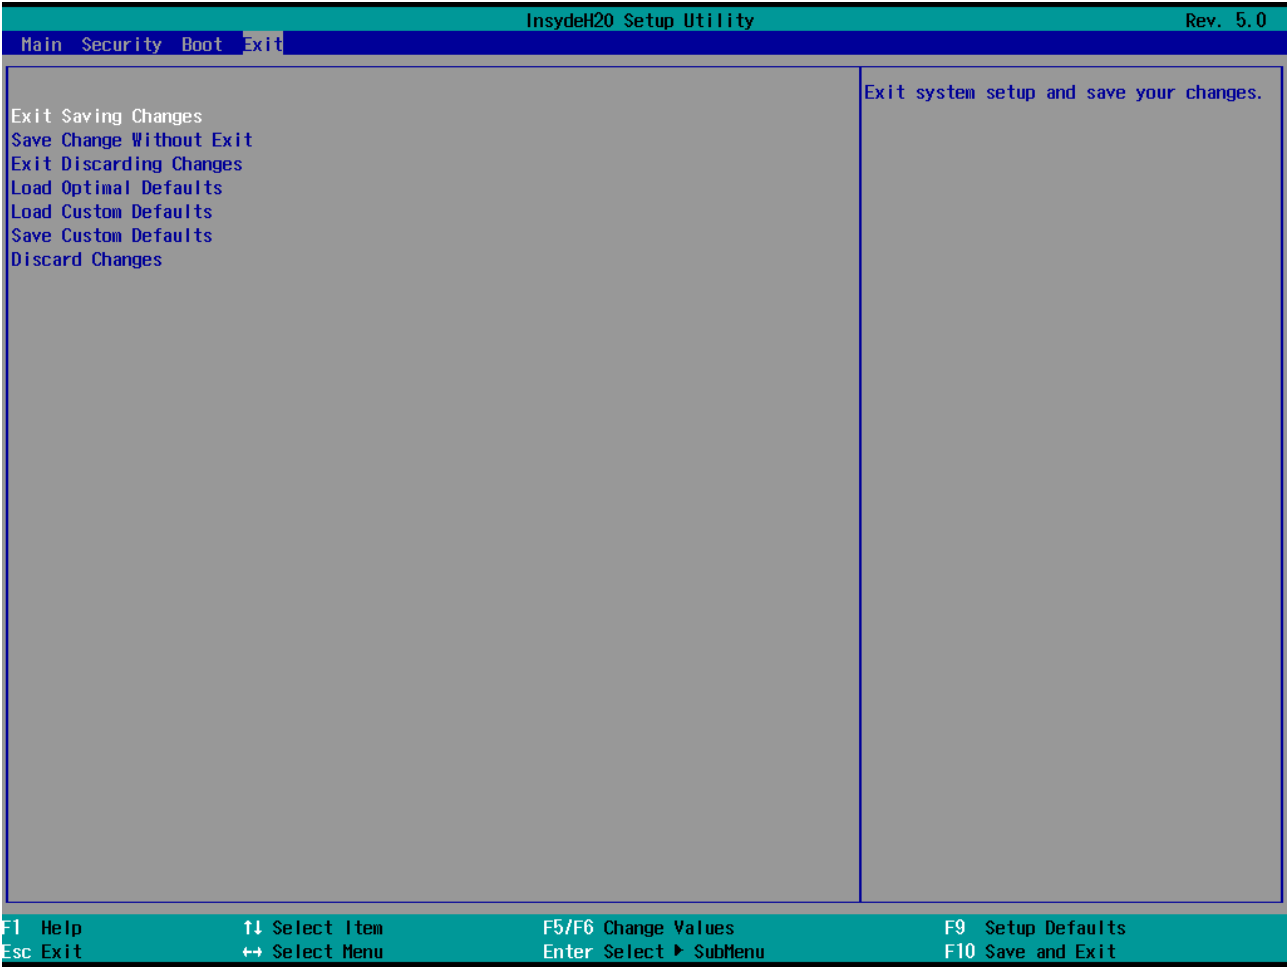 InsydeH20 Setup Utility Rev. 5.0
Main Security Boot Exit
Exit system setup and save your changes.
Exit Saving Changes
Save Change Without Exit
Exit Discarding Changes
Load Optimal Defaults
Load Custom Defaults
Save Custom Defaults
Discard Changes
F1 Help ↑↓ Select Item F5/F6 Change Values F9 Setup Defaults
Esc Exit ←→ Select Menu Enter Select ▶ SubMenu F10 Save and Exit